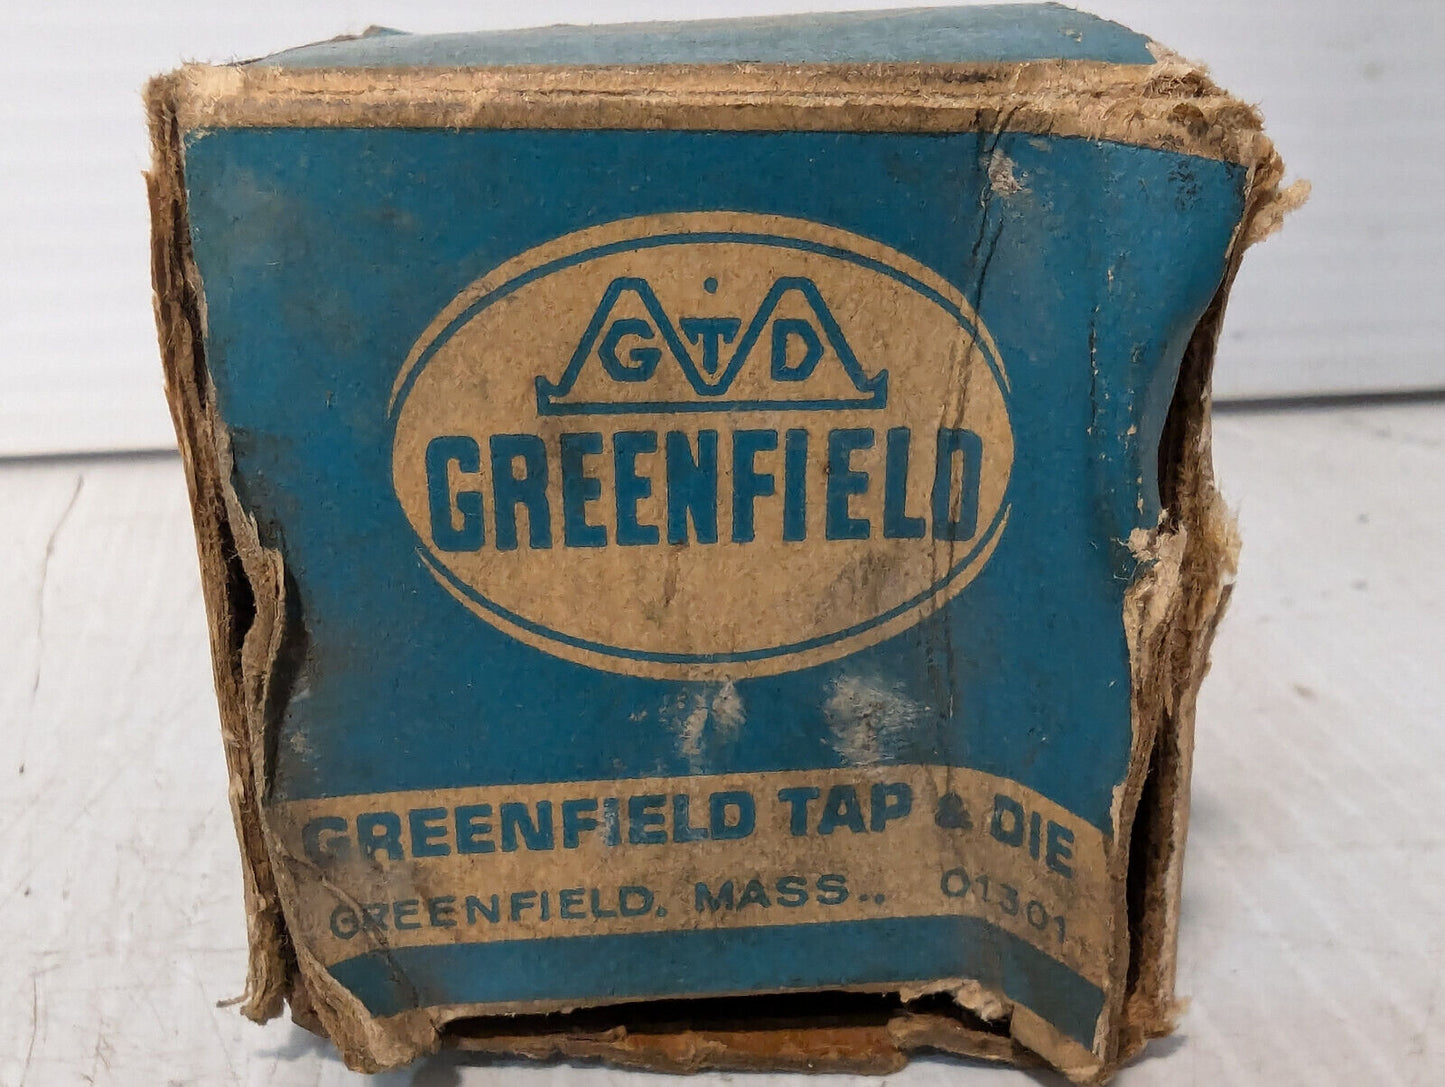 GTD
GREENFIELD
GREENFIELD TAP & DIE
GREENFIELD, MASS., 01301